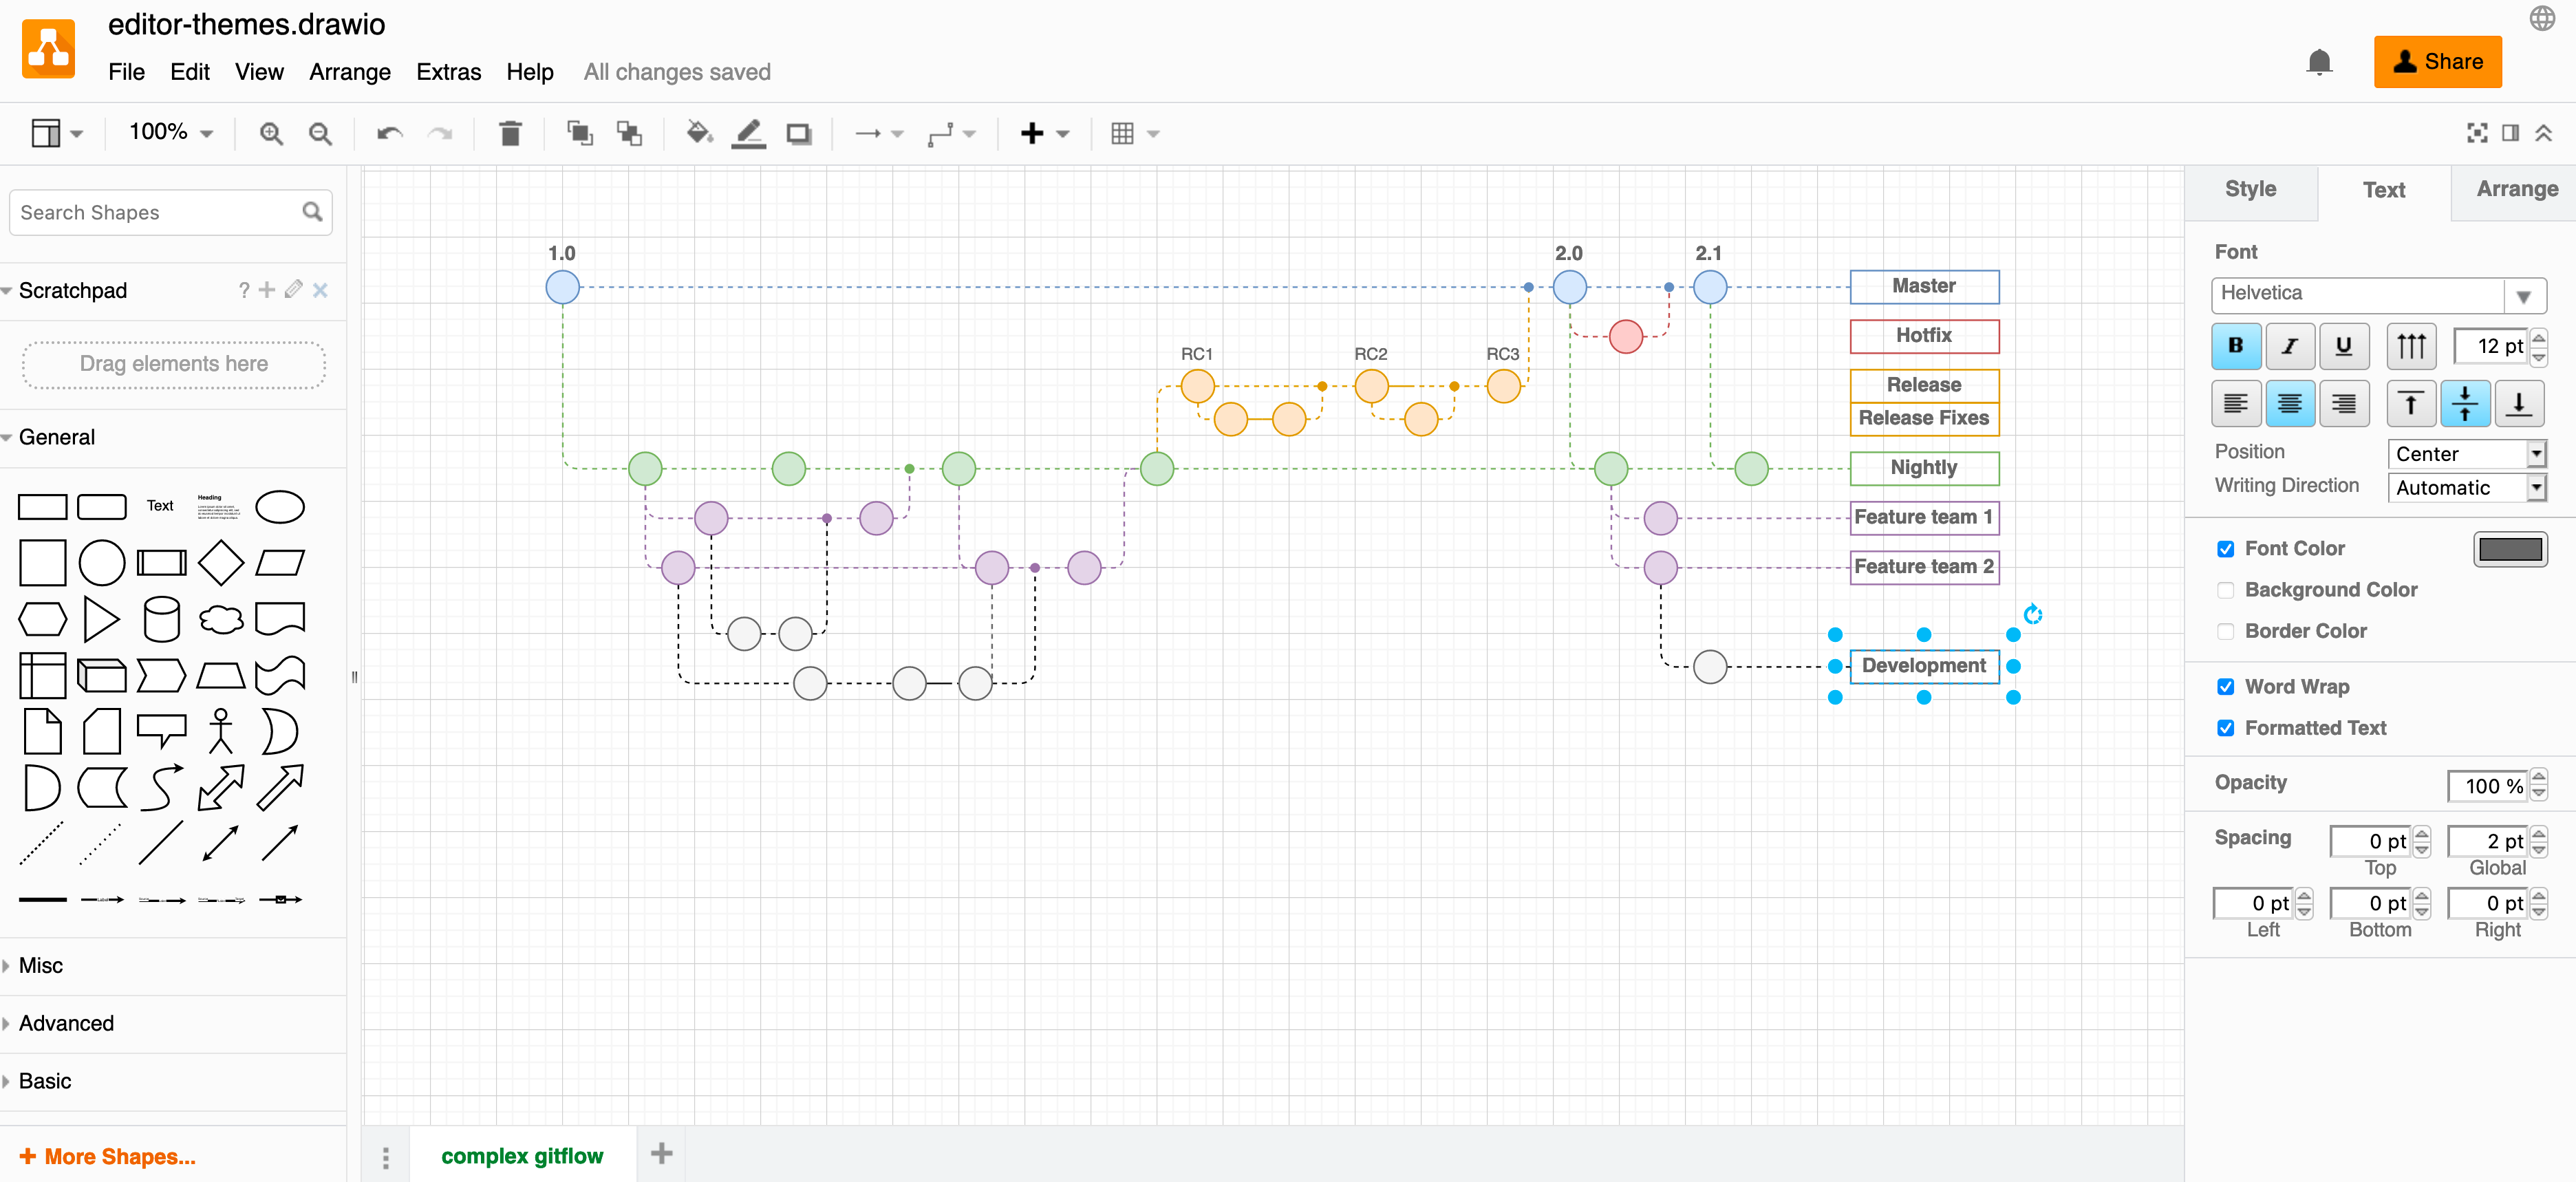 editor-themes.drawio
File Edit View Arrange Extras Help All changes saved
Share
100%
Search Shapes
Scratchpad
?
Drag elements here
General
Text
Heading
Misc
Advanced
Basic
+ More Shapes...
1.0
2.0
2.1
Master
Hotfix
RC1
RC2
RC3
Release
Release Fixes
Nightly
Feature team 1
Feature team 2
Development
complex gitflow
Style Text Arrange
Font
Helvetica
B I U 12 pt
Position Center
Writing Direction Automatic
Font Color
Background Color
Border Color
Word Wrap
Formatted Text
Opacity 100 %
Spacing 0 pt 2 pt
Top Global
0 pt 0 pt 0 pt
Left Bottom Right